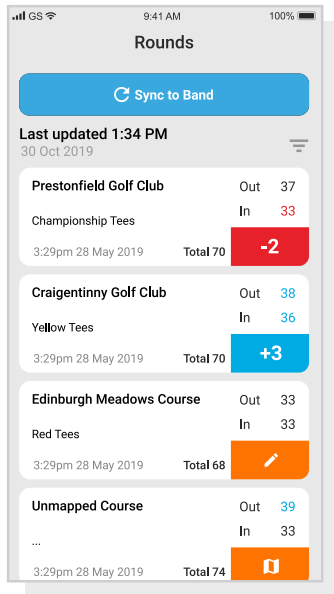 GS 9:41 AM 100%
Rounds
Sync to Band
Last updated 1:34 PM
30 Oct 2019
Prestonfield Golf Club Out 37
In 33
Championship Tees
3:29pm 28 May 2019 Total 70 -2
Craigentinny Golf Club Out 38
In 36
Yellow Tees
3:29pm 28 May 2019 Total 70 +3
Edinburgh Meadows Course Out 33
In 33
Red Tees
3:29pm 28 May 2019 Total 68
Unmapped Course Out 39
In 33
...
3:29pm 28 May 2019 Total 74